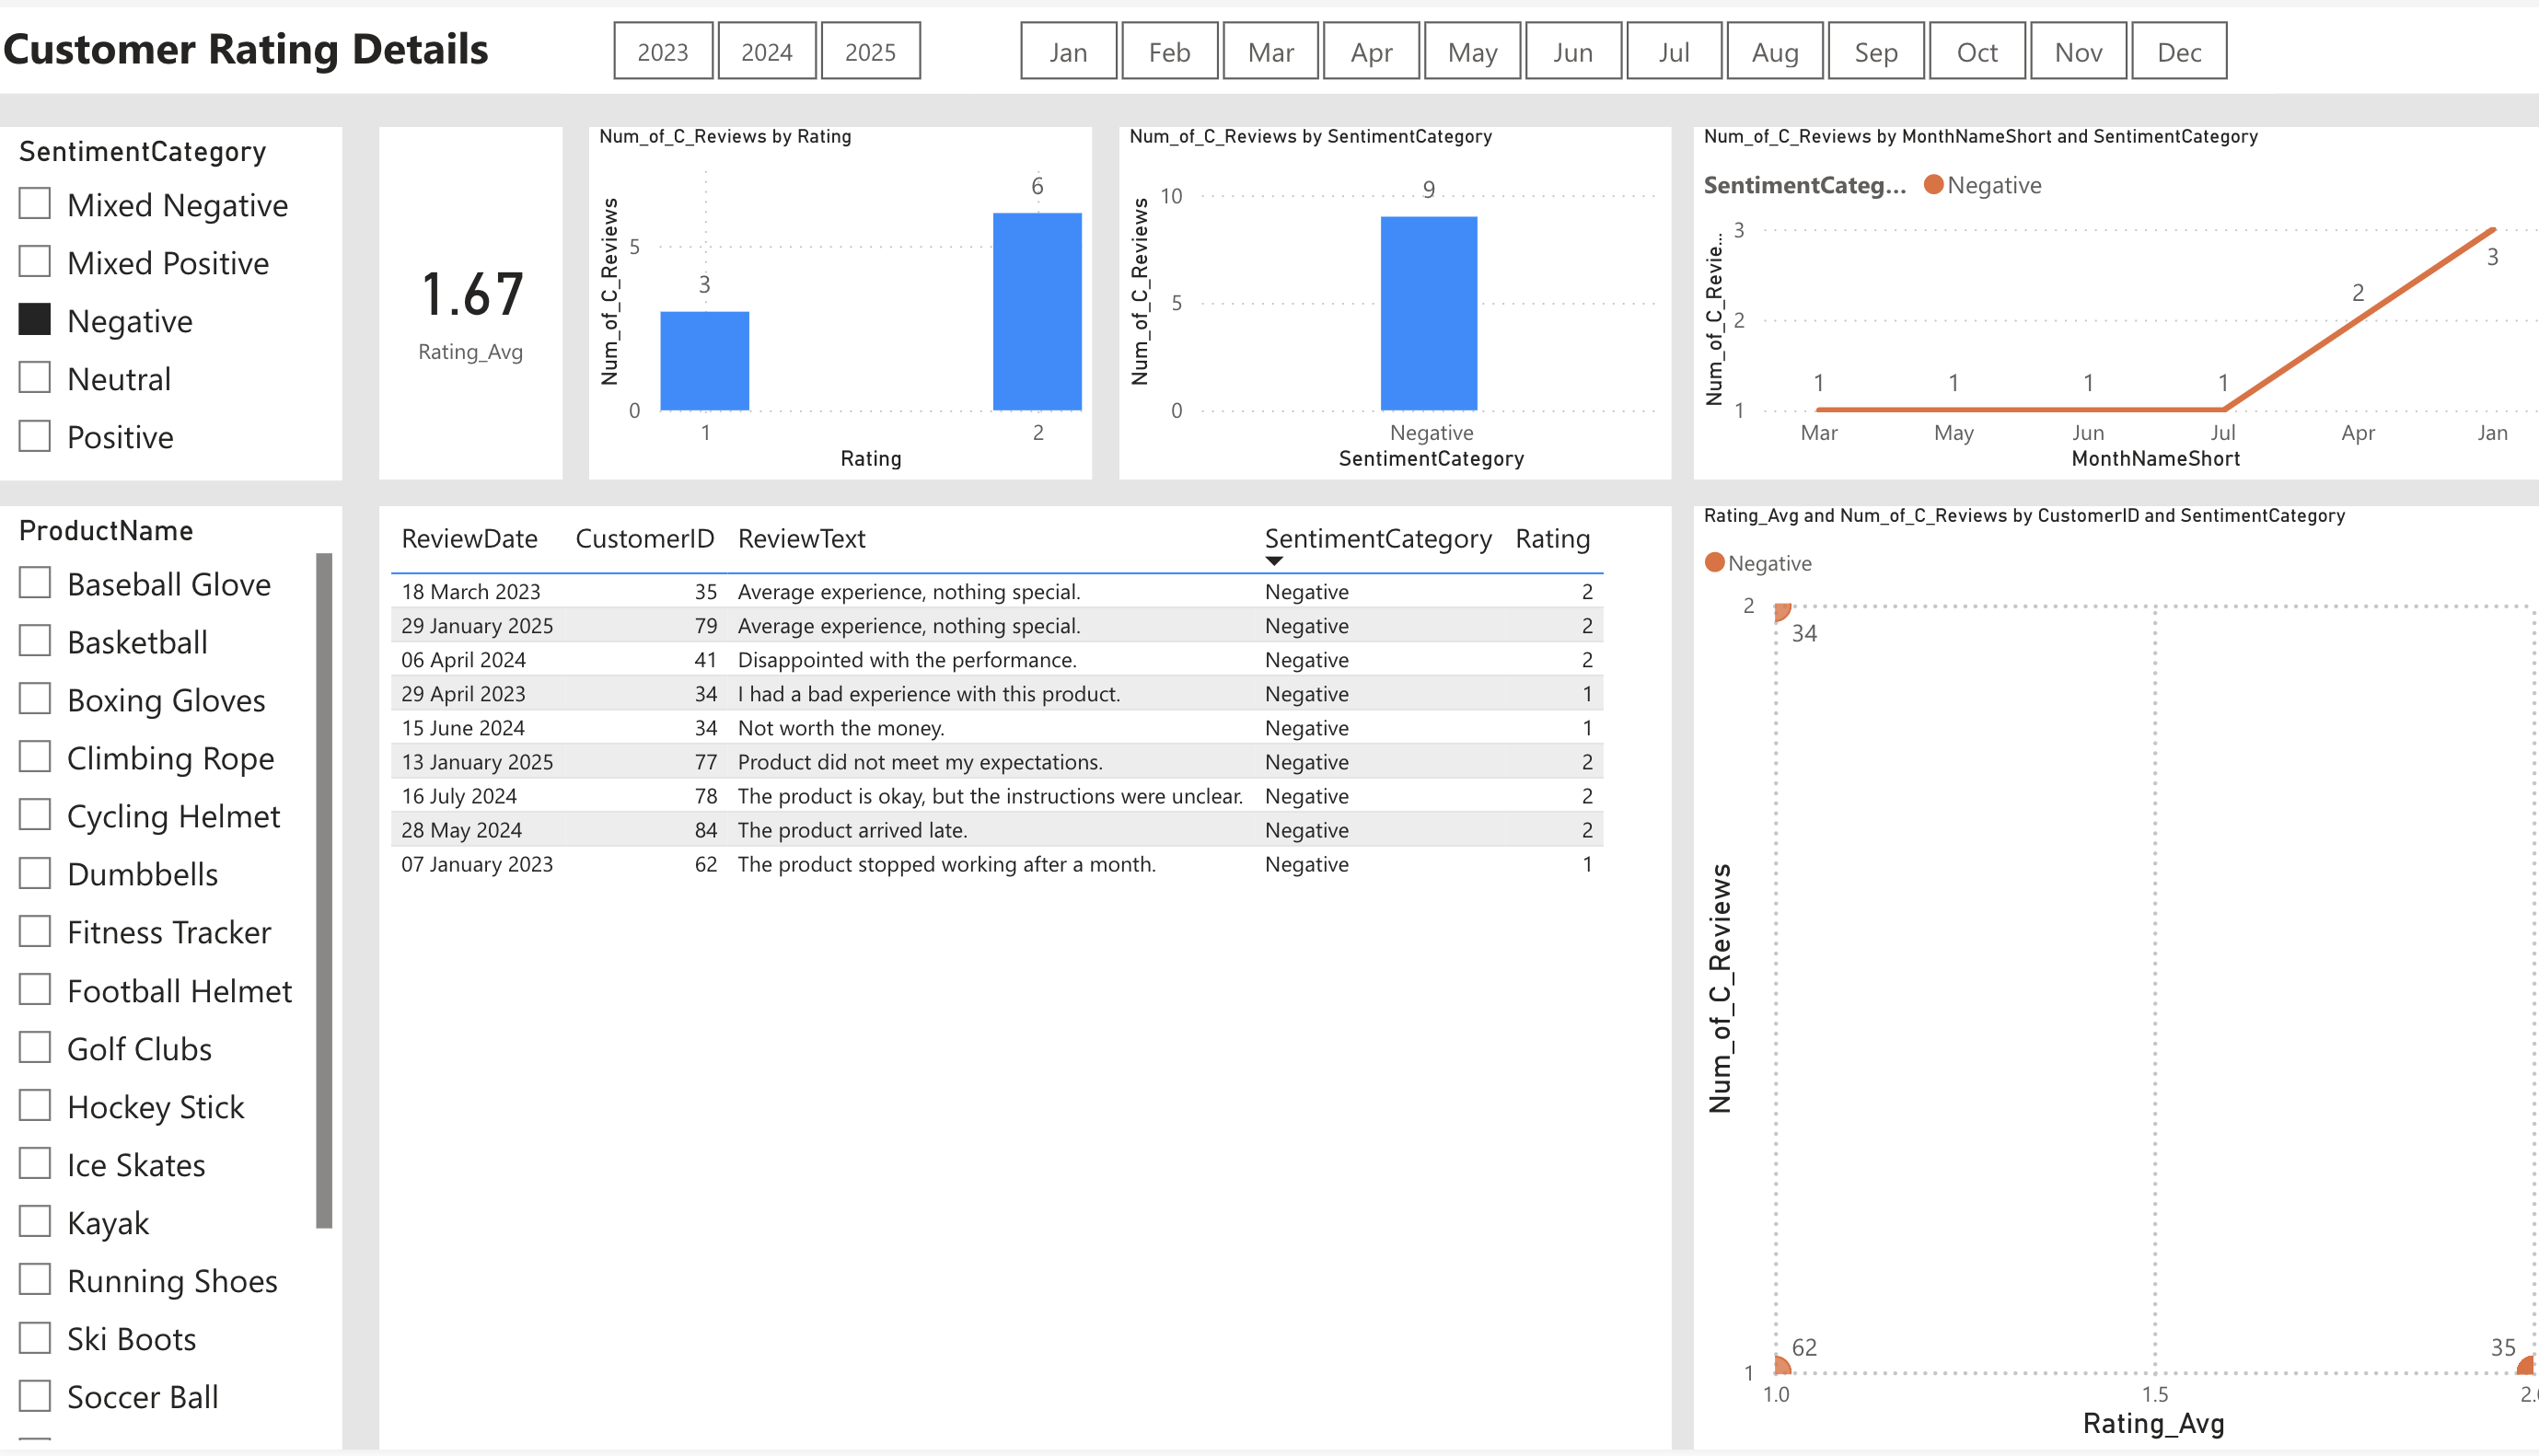 Customer Rating Details
2023 2024 2025
Jan Feb Mar Apr May Jun Jul Aug Sep Oct Nov Dec
SentimentCategory
Mixed Negative
Mixed Positive
Negative
Neutral
Positive
1.67
Rating_Avg
Num_of_C_Reviews by Rating
Num_of_C_Reviews
6
5
3
0
1 2
Rating
Num_of_C_Reviews by SentimentCategory
Num_of_C_Reviews
10
9
5
0
Negative
SentimentCategory
Num_of_C_Reviews by MonthNameShort and SentimentCategory
SentimentCateg... Negative
Num_of_C_Revie...
3
3
2
2
1 1 1 1
1
Mar May Jun Jul Apr Jan
MonthNameShort
ProductName
Baseball Glove
Basketball
Boxing Gloves
Climbing Rope
Cycling Helmet
Dumbbells
Fitness Tracker
Football Helmet
Golf Clubs
Hockey Stick
Ice Skates
Kayak
Running Shoes
Ski Boots
Soccer Ball
ReviewDate CustomerID ReviewText SentimentCategory Rating
18 March 2023 35 Average experience, nothing special. Negative 2
29 January 2025 79 Average experience, nothing special. Negative 2
06 April 2024 41 Disappointed with the performance. Negative 2
29 April 2023 34 I had a bad experience with this product. Negative 1
15 June 2024 34 Not worth the money. Negative 1
13 January 2025 77 Product did not meet my expectations. Negative 2
16 July 2024 78 The product is okay, but the instructions were unclear. Negative 2
28 May 2024 84 The product arrived late. Negative 2
07 January 2023 62 The product stopped working after a month. Negative 1
Rating_Avg and Num_of_C_Reviews by CustomerID and SentimentCategory
Negative
2
34
Num_of_C_Reviews
62 35
1
1.0 1.5
Rating_Avg